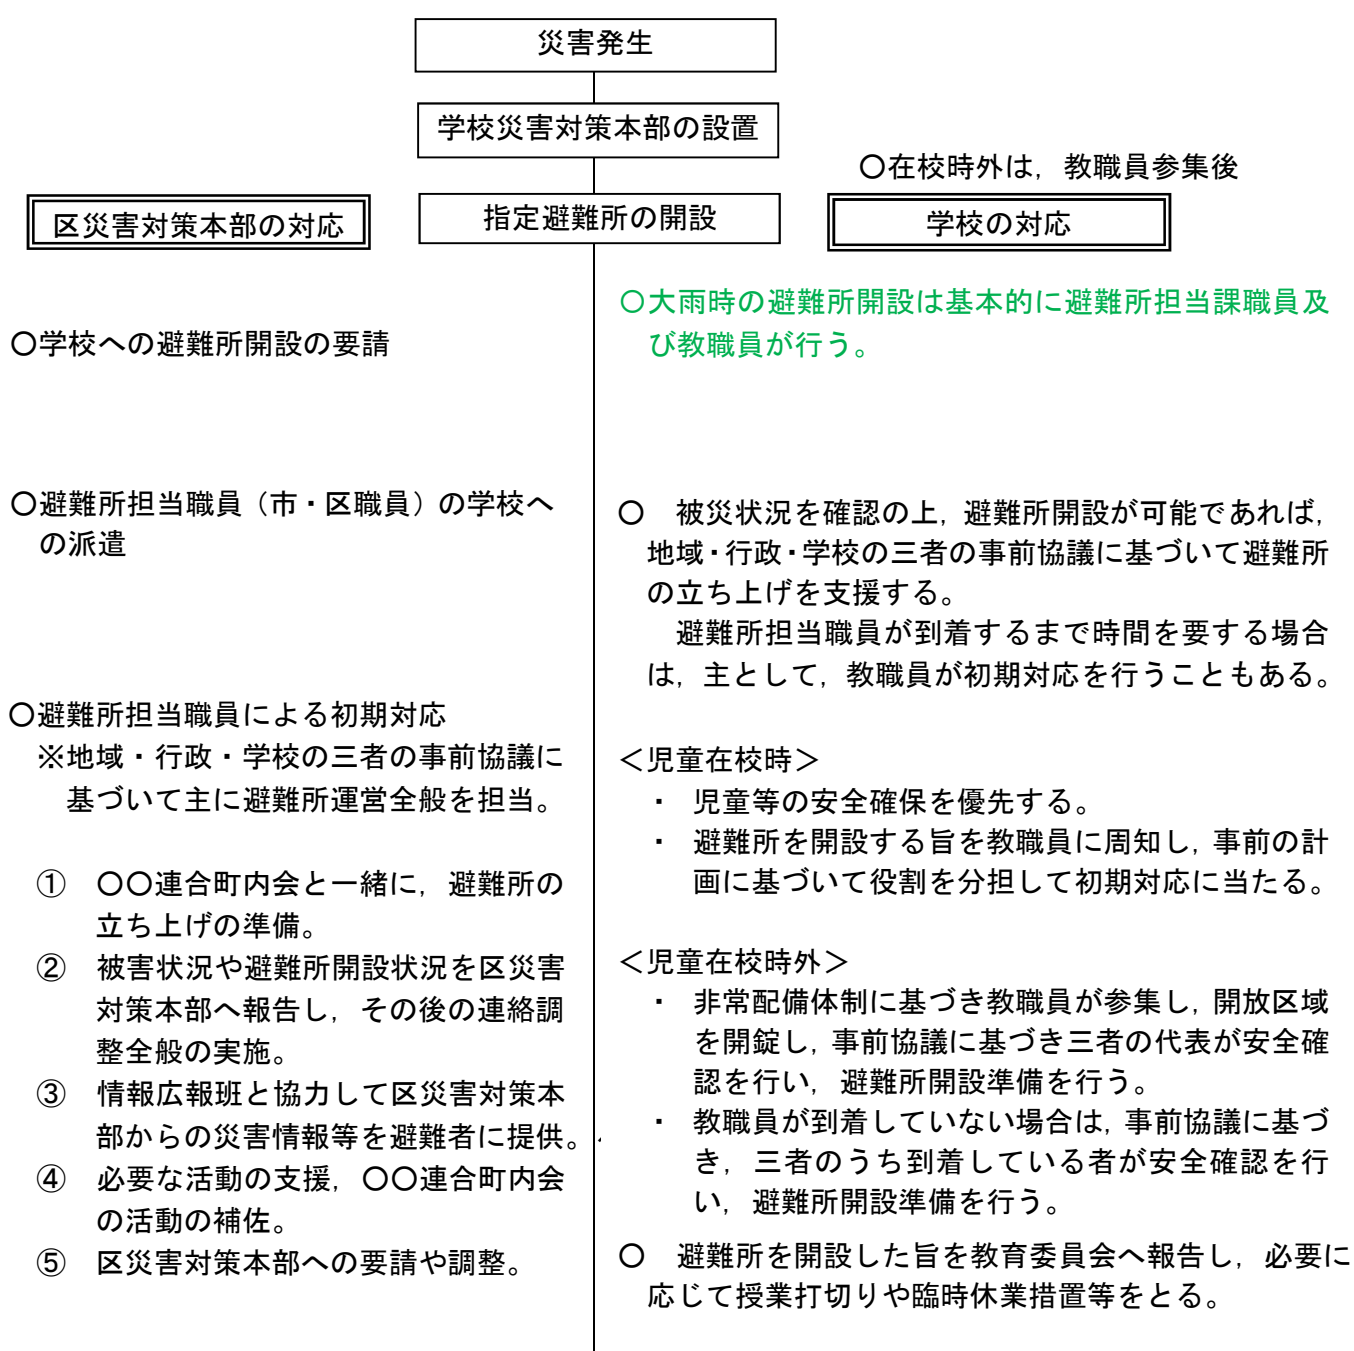 災害発生
学校災害対策本部の設置
〇在校時外は，教職員参集後
区災害対策本部の対応
指定避難所の開設
学校の対応
〇学校への避難所開設の要請
〇避難所担当職員（市・区職員）の学校へ
の派遣
〇避難所担当職員による初期対応
※地域・行政・学校の三者の事前協議に
基づいて主に避難所運営全般を担当。
① 〇〇連合町内会と一緒に，避難所の
立ち上げの準備。
② 被害状況や避難所開設状況を区災害
対策本部へ報告し，その後の連絡調
整全般の実施。
③ 情報広報班と協力して区災害対策本
部からの災害情報等を避難者に提供。
④ 必要な活動の支援，〇〇連合町内会
の活動の補佐。
⑤ 区災害対策本部への要請や調整。
〇大雨時の避難所開設は基本的に避難所担当課職員及
び教職員が行う。
〇 被災状況を確認の上，避難所開設が可能であれば，
地域・行政・学校の三者の事前協議に基づいて避難所
の立ち上げを支援する。
避難所担当職員が到着するまで時間を要する場合
は，主として，教職員が初期対応を行うこともある。
＜児童在校時＞
・ 児童等の安全確保を優先する。
・ 避難所を開設する旨を教職員に周知し，事前の計
画に基づいて役割を分担して初期対応に当たる。
＜児童在校時外＞
・ 非常配備体制に基づき教職員が参集し，開放区域
を開錠し，事前協議に基づき三者の代表が安全確
認を行い，避難所開設準備を行う。
・ 教職員が到着していない場合は，事前協議に基づ
き，三者のうち到着している者が安全確認を行
い，避難所開設準備を行う。
〇 避難所を開設した旨を教育委員会へ報告し，必要に
応じて授業打切りや臨時休業措置等をとる。